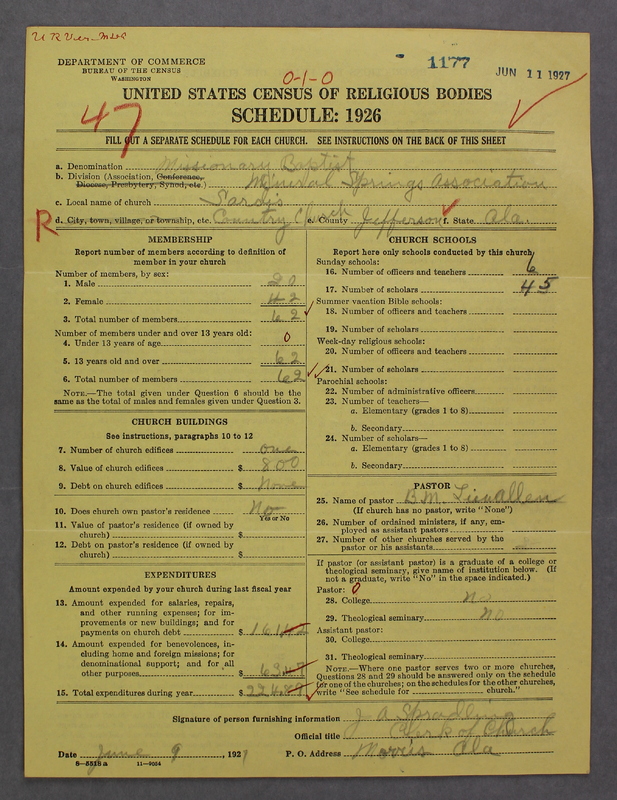 DEPARTMENT OF COMMERCE
BUREAU OF THE CENSUS
WASHINGTON
1177
JUN 11 1927
0-1-0
UNITED STATES CENSUS OF RELIGIOUS BODIES
47
SCHEDULE: 1926
FILL OUT A SEPARATE SCHEDULE FOR EACH CHURCH. SEE INSTRUCTIONS ON THE BACK OF THIS SHEET
a. Denomination Missionary Baptist
b. Division (Association, Conference, Diocese, Presbytery, Synod, etc.) Mineral Springs Association
c. Local name of church Sardis
R
d. City, town, village, or township, etc. Country Church e. County Jefferson f. State Ala.
MEMBERSHIP
Report number of members according to definition of
member in your church
Number of members, by sex:
1. Male 20
2. Female 42
3. Total number of members 62
Number of members under and over 13 years old:
4. Under 13 years of age 0
5. 13 years old and over 62
6. Total number of members 62
NOTE.—The total given under Question 6 should be the
same as the total of males and females given under Question 3.
CHURCH BUILDINGS
See instructions, paragraphs 10 to 12
7. Number of church edifices one
8. Value of church edifices $ 800
9. Debt on church edifices $ None
10. Does church own pastor's residence No
Yes or No
11. Value of pastor's residence (if owned by
church) $
12. Debt on pastor's residence (if owned by
church) $
EXPENDITURES
Amount expended by your church during last fiscal year
13. Amount expended for salaries, repairs,
and other running expenses; for im-
provements or new buildings; and for
payments on church debt $
14. Amount expended for benevolences, in-
cluding home and foreign missions; for
denominational support; and for all
other purposes $
15. Total expenditures during year $
CHURCH SCHOOLS
Report here only schools conducted by this church
Sunday schools:
16. Number of officers and teachers 6
17. Number of scholars 45
Summer vacation Bible schools:
18. Number of officers and teachers
19. Number of scholars
Week-day religious schools:
20. Number of officers and teachers
21. Number of scholars
Parochial schools:
22. Number of administrative officers
23. Number of teachers—
a. Elementary (grades 1 to 8)
b. Secondary
24. Number of scholars—
a. Elementary (grades 1 to 8)
b. Secondary
PASTOR
25. Name of pastor B.M. Lieuallen
(If church has no pastor, write "None")
26. Number of ordained ministers, if any, em-
ployed as assistant pastors
27. Number of other churches served by the
pastor or his assistants
If pastor (or assistant pastor) is a graduate of a college or
theological seminary, give name of institution below. (If
not a graduate, write "No" in the space indicated.)
Pastor: 0
28. College No
29. Theological seminary No
Assistant pastor:
30. College
31. Theological seminary
NOTE.—Where one pastor serves two or more churches,
Questions 28 and 29 should be answered only on the schedule
for one of the churches; on the schedules for the other churches,
write "See schedule for church."
Signature of person furnishing information J. A. Spradling
Official title Clerk of Church
Date June 9, 1927 P. O. Address Morris Ala
8-5518a 11-9054